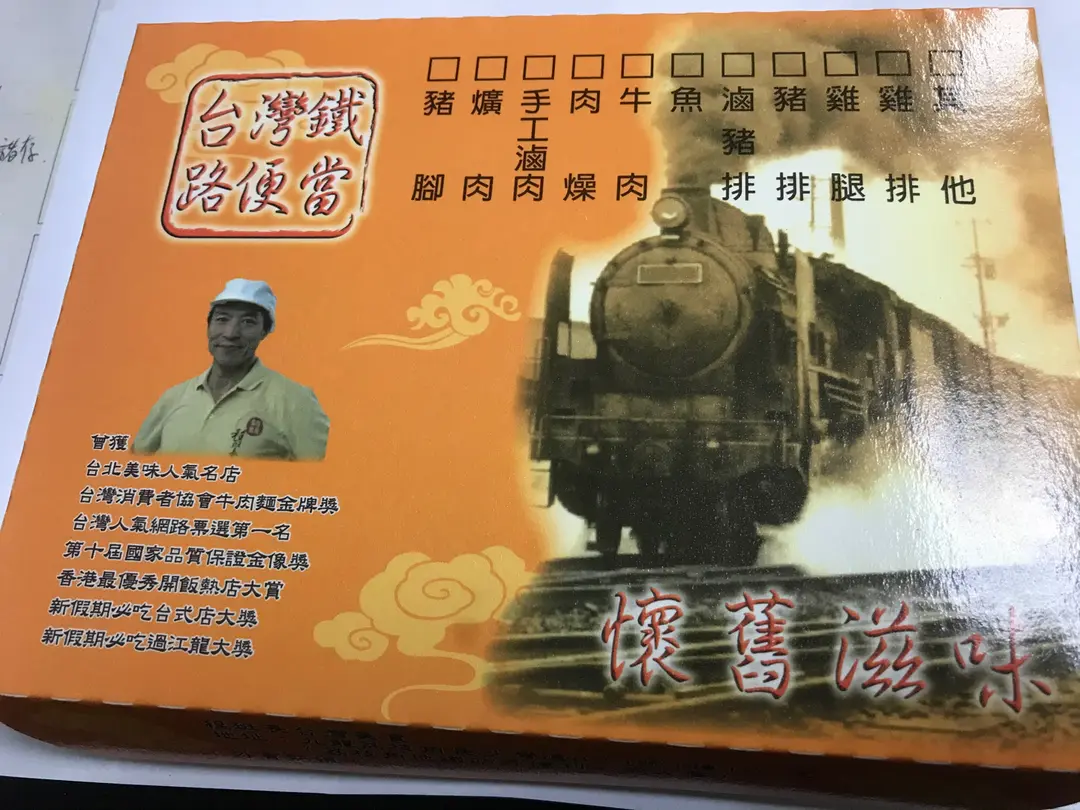 台灣鐵
路便當
豬腳
爌肉
手工滷肉
肉燥
牛肉
魚
滷豬排
豬排
雞腿
雞排
其他
曾獲
台北美味人氣名店
台灣消費者協會牛肉麵金牌獎
台灣人氣網路票選第一名
第十屆國家品質保證金像獎
香港最優秀開飯熱店大賞
新假期必吃台式店大獎
新假期必吃過江龍大獎
懷舊滋味